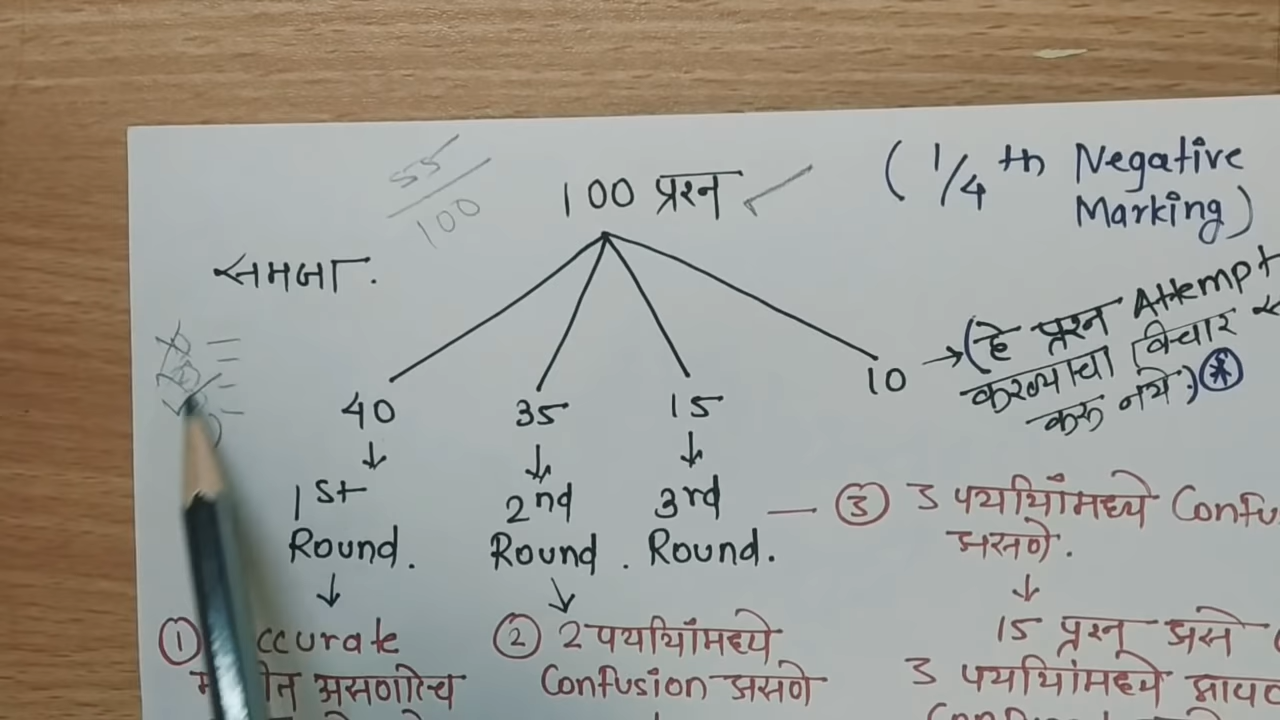 55/100
100 प्रश्न
( 1/4th Negative
Marking)
समजा.
40
35
15
10
→ (हे प्रश्न Attempt
करण्याचा विचार
करू नये.)
1st
Round.
2nd
Round.
3rd
Round.
① Accurate
असणारेच
② 2 पर्यायांमध्ये
Confusion असणे
③ 3 पर्यायांमध्ये
असणे.
15 प्रश्न असे
3 पर्यायांमध्ये